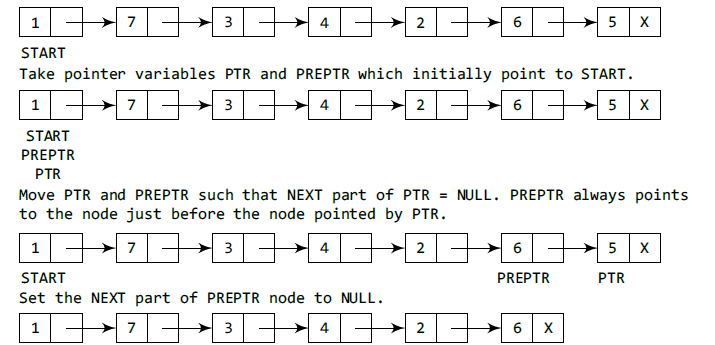 1 7 3 4 2 6 5 X
START
Take pointer variables PTR and PREPTR which initially point to START.
1 7 3 4 2 6 5 X
START
PREPTR
PTR
Move PTR and PREPTR such that NEXT part of PTR = NULL. PREPTR always points
to the node just before the node pointed by PTR.
1 7 3 4 2 6 5 X
START PREPTR PTR
Set the NEXT part of PREPTR node to NULL.
1 7 3 4 2 6 X